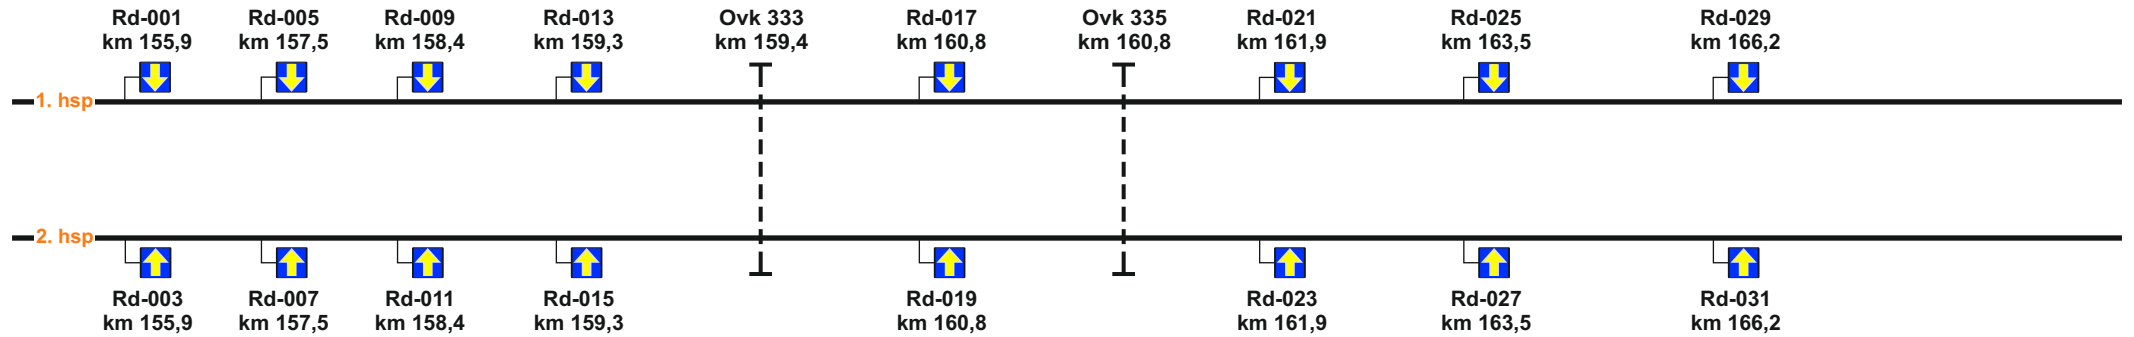 Rd-001 Rd-005 Rd-009 Rd-013 Ovk 333 Rd-017 Ovk 335 Rd-021 Rd-025 Rd-029
km 155,9 km 157,5 km 158,4 km 159,3 km 159,4 km 160,8 km 160,8 km 161,9 km 163,5 km 166,2
1. hsp
2. hsp
Rd-003 Rd-007 Rd-011 Rd-015 Rd-019 Rd-023 Rd-027 Rd-031
km 155,9 km 157,5 km 158,4 km 159,3 km 160,8 km 161,9 km 163,5 km 166,2